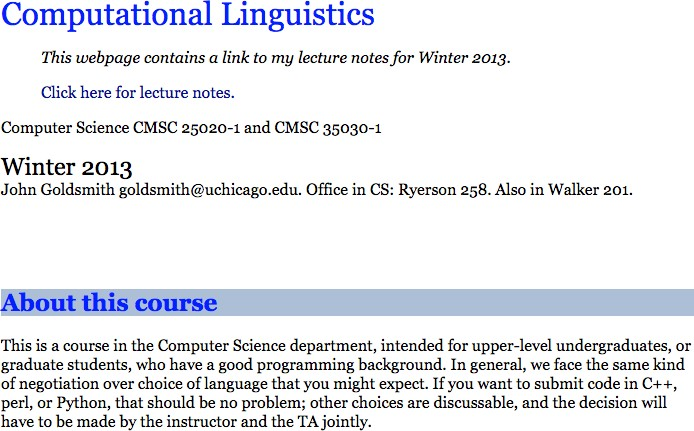 Computational Linguistics
This webpage contains a link to my lecture notes for Winter 2013.
Click here for lecture notes.
Computer Science CMSC 25020-1 and CMSC 35030-1
Winter 2013
John Goldsmith goldsmith@uchicago.edu. Office in CS: Ryerson 258. Also in Walker 201.
About this course
This is a course in the Computer Science department, intended for upper-level undergraduates, or
graduate students, who have a good programming background. In general, we face the same kind
of negotiation over choice of language that you might expect. If you want to submit code in C++,
perl, or Python, that should be no problem; other choices are discussable, and the decision will
have to be made by the instructor and the TA jointly.